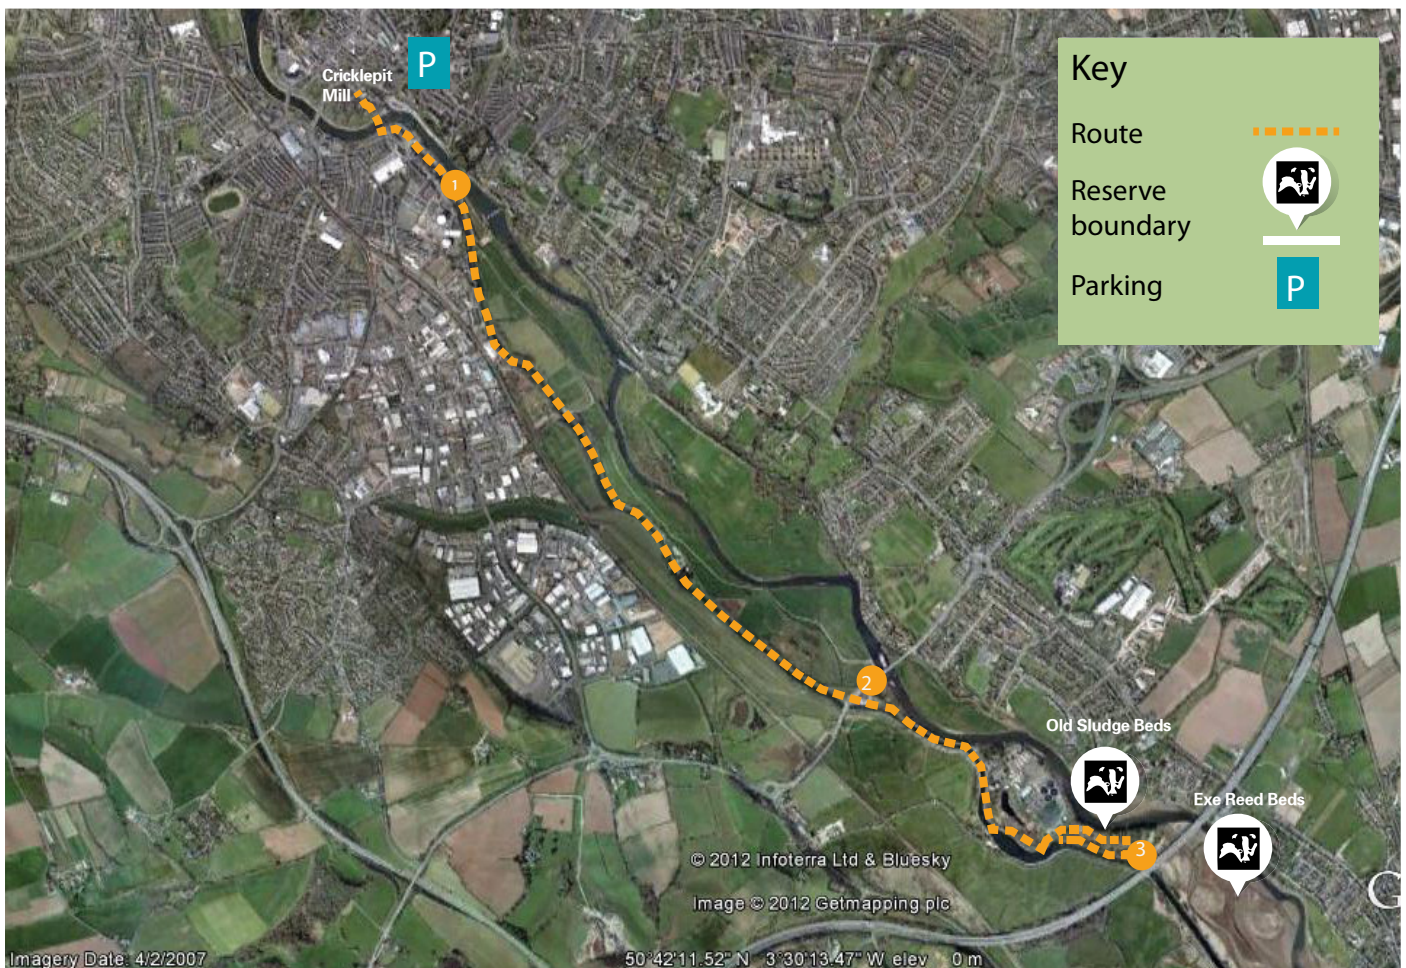 Cricklepit
Mill
P
Key
Route
Reserve
boundary
Parking
P
1
2
Old Sludge Beds
Exe Reed Beds
3
© 2012 Infoterra Ltd & Bluesky
Image © 2012 Getmapping plc
G
Imagery Date: 4/2/2007
50°42'11.52" N 3°30'13.47" W elev 0 m